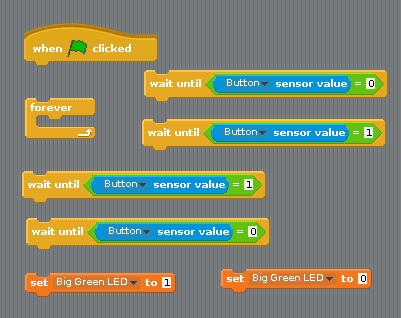 when clicked
wait until Button sensor value = 0
forever
wait until Button sensor value = 1
wait until Button sensor value = 1
wait until Button sensor value = 0
set Big Green LED to 1
set Big Green LED to 0